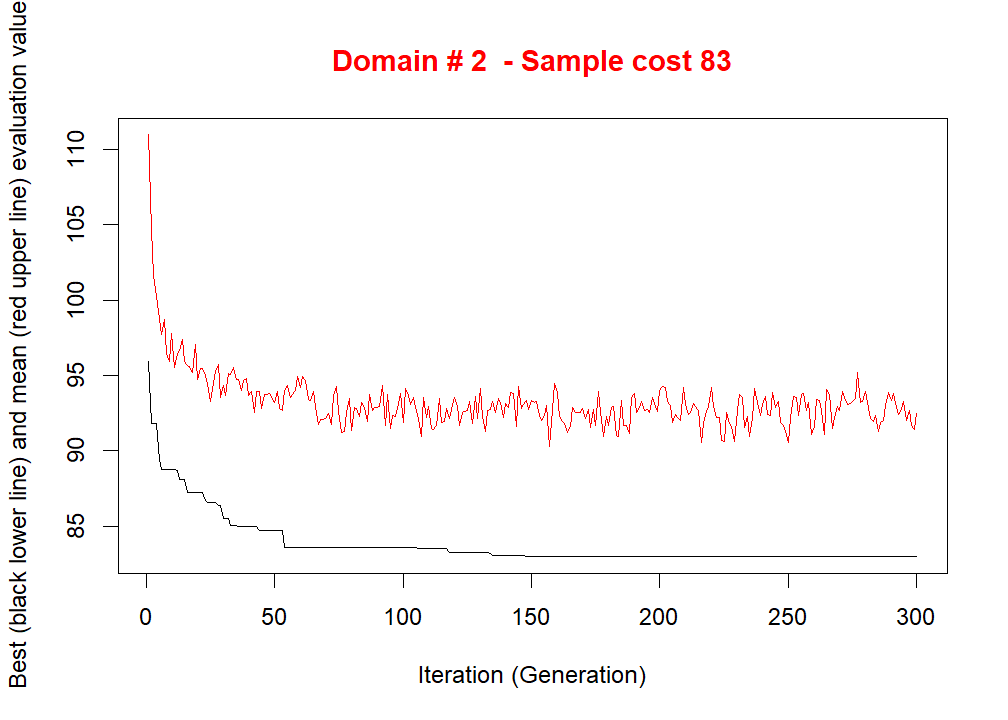 Domain # 2  - Sample cost 83
Best (black lower line) and mean (red upper line) evaluation value
110
105
100
95
90
85
0 50 100 150 200 250 300
Iteration (Generation)